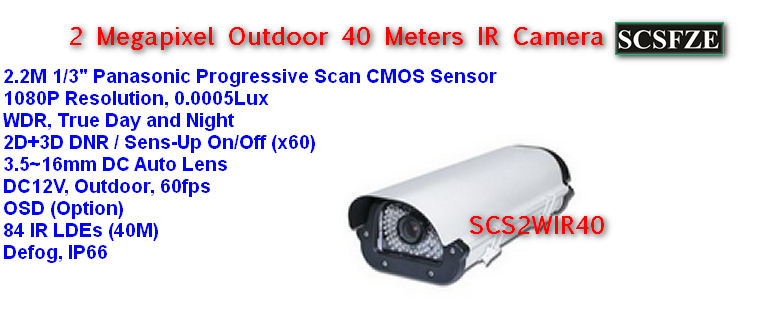 2 Megapixel Outdoor 40 Meters IR Camera SCSFZE
2.2M 1/3" Panasonic Progressive Scan CMOS Sensor
1080P Resolution, 0.0005Lux
WDR, True Day and Night
2D+3D DNR / Sens-Up On/Off (x60)
3.5~16mm DC Auto Lens
DC12V, Outdoor, 60fps
OSD (Option)
84 IR LDEs (40M)
Defog, IP66
SCS2WIR40